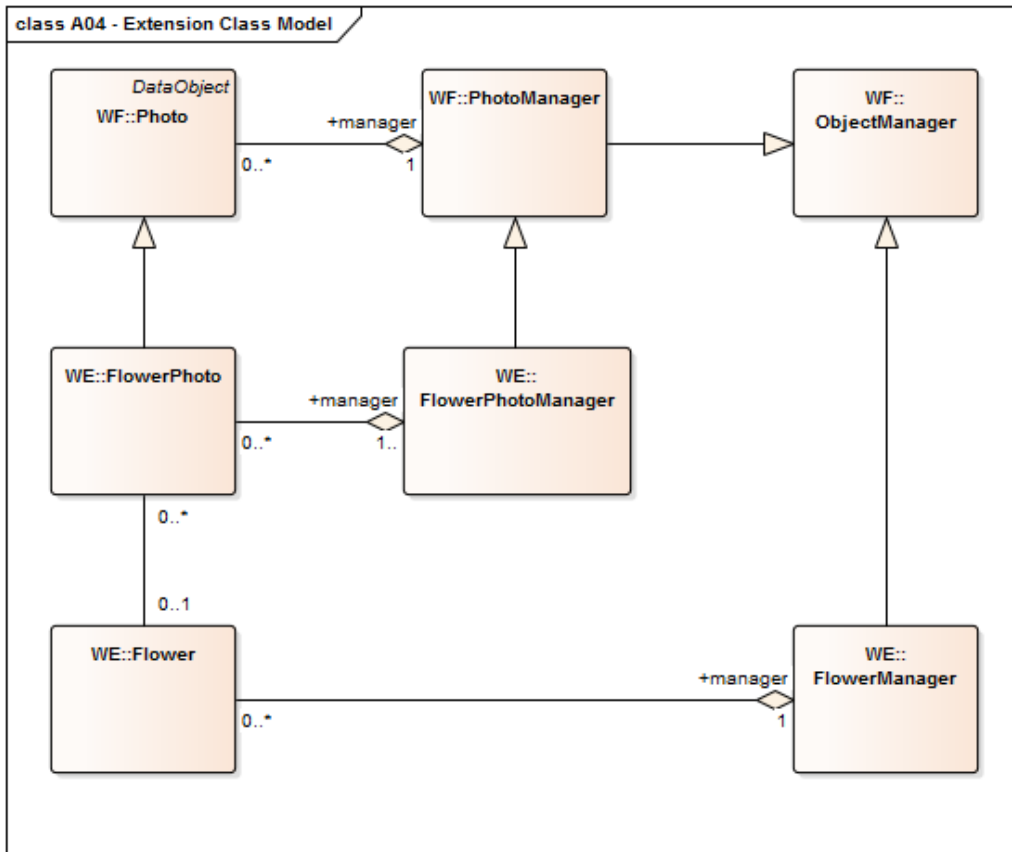 class A04 - Extension Class Model
DataObject
WF::Photo
+manager
0..*
1
WF::PhotoManager
WF::
ObjectManager
WE::FlowerPhoto
+manager
0..*
1..
WE::
FlowerPhotoManager
0..*
0..1
WE::Flower
+manager
0..*
1
WE::
FlowerManager